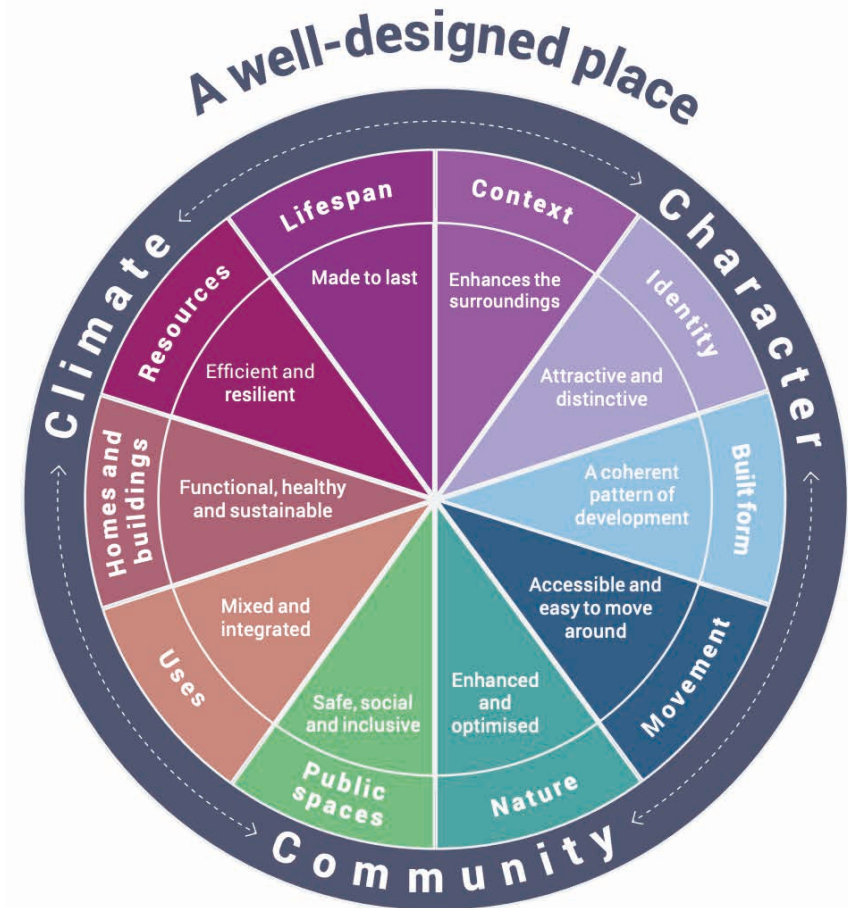 A well-designed place
Climate
Character
Community
Context
Enhances the
surroundings
Identity
Attractive and
distinctive
Built form
A coherent
pattern of
development
Movement
Accessible and
easy to move
around
Nature
Enhanced
and
optimised
Public
spaces
Safe, social
and inclusive
Uses
Mixed and
integrated
Homes and
buildings
Functional, healthy
and sustainable
Resources
Efficient and
resilient
Lifespan
Made to last